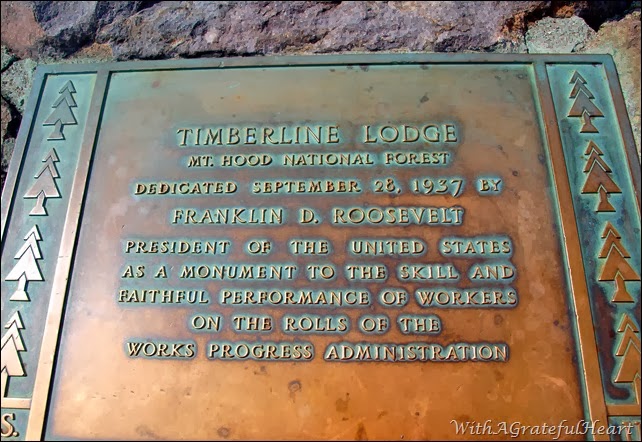 TIMBERLINE LODGE
MT. HOOD NATIONAL FOREST
DEDICATED SEPTEMBER 28, 1937 BY
FRANKLIN D. ROOSEVELT
PRESIDENT OF THE UNITED STATES
AS A MONUMENT TO THE SKILL AND
FAITHFUL PERFORMANCE OF WORKERS
ON THE ROLLS OF THE
WORKS PROGRESS ADMINISTRATION
S.
WithAGratefulHeart